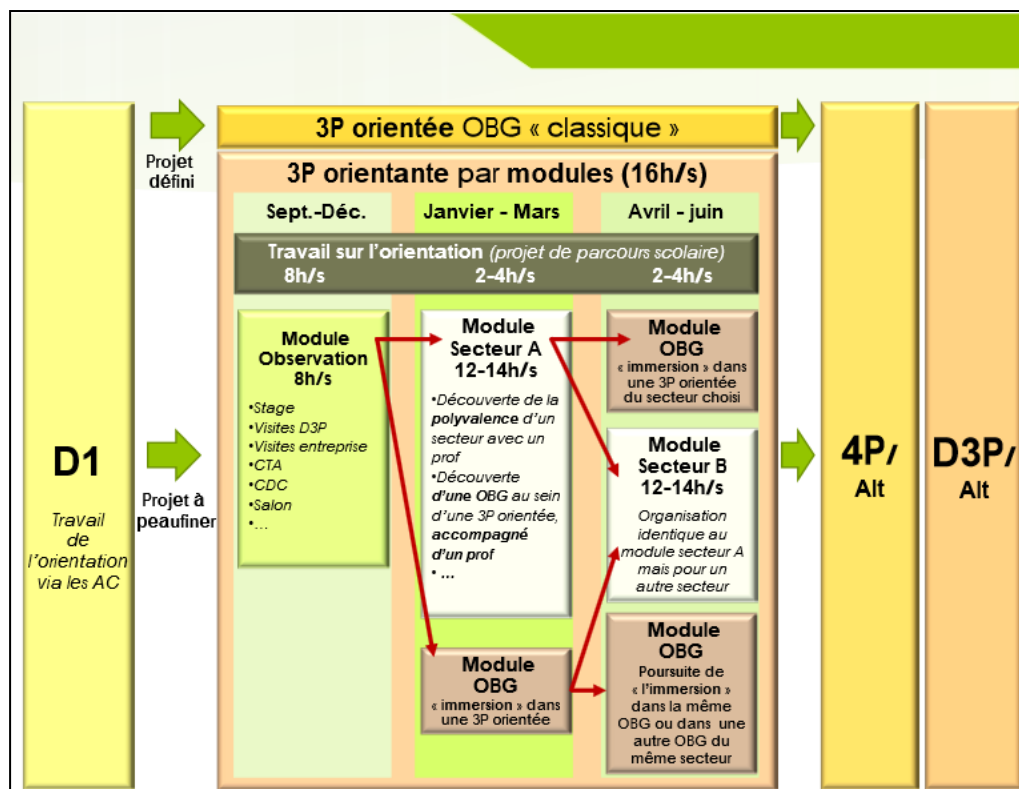 D1
Travail
de
l'orientation
via les AC
Projet
défini
Projet à
peaufiner
3P orientée OBG « classique »
3P orientante par modules (16h/s)
Sept.-Déc.
Janvier - Mars
Avril - juin
Travail sur l'orientation (projet de parcours scolaire)
8h/s
2-4h/s
2-4h/s
Module
Observation
8h/s
•Stage
•Visites D3P
•Visites entreprise
•CTA
•CDC
•Salon
•...
Module
Secteur A
12-14h/s
•Découverte de la
polyvalence d'un
secteur avec un
prof
•Découverte
d'une OBG au sein
d'une 3P orientée,
accompagné
d'un prof
• ...
Module
OBG
« immersion » dans
une 3P orientée
Module
OBG
« immersion » dans
une 3P orientée
du secteur choisi
Module
Secteur B
12-14h/s
Organisation
identique au
module secteur A
mais pour un
autre secteur
Module
OBG
Poursuite de
« l'immersion »
dans la même
OBG ou dans une
autre OBG du
même secteur
4P/
Alt
D3P/
Alt